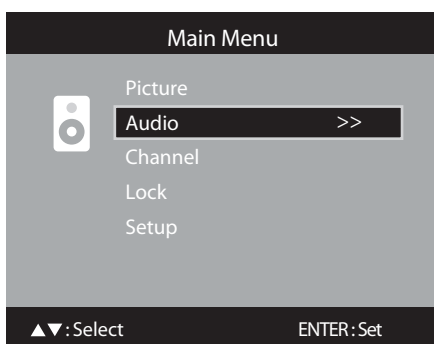 Main Menu
Picture
Audio >>
Channel
Lock
Setup
▲▼: Select ENTER : Set